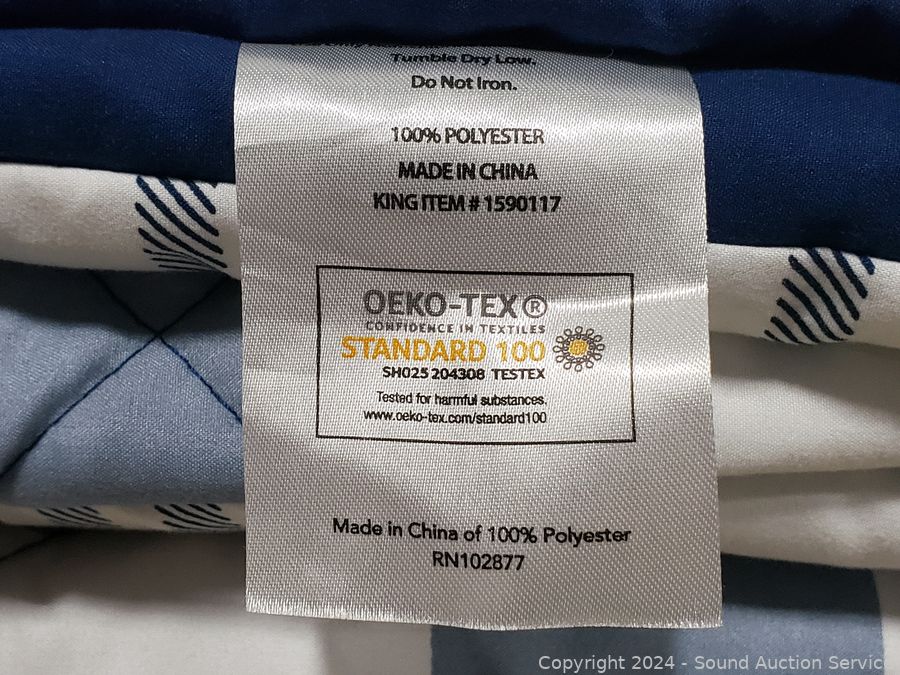 Tumble Dry Low.
Do Not Iron.
100% POLYESTER
MADE IN CHINA
KING ITEM # 1590117
OEKO-TEX®
CONFIDENCE IN TEXTILES
STANDARD 100
SH025 204308 TESTEX
Tested for harmful substances.
www.oeko-tex.com/standard100
Made in China of 100% Polyester
RN102877
Copyright 2024 - Sound Auction Service